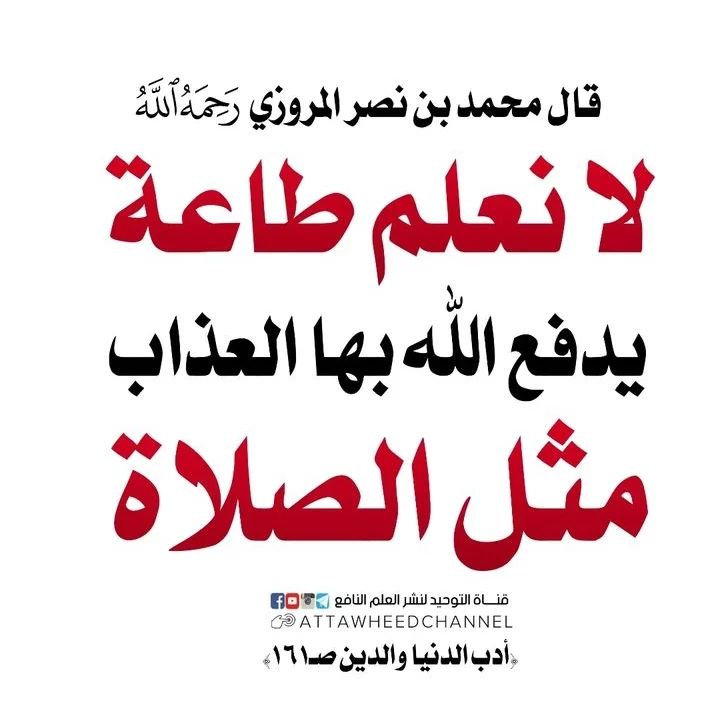 قال محمد بن نصر المروزي رَحِمَهُ ٱللَّهُ
لا نعلم طاعة
يدفع الله بها العذاب
مثل الصلاة
قنــاة التوحيد لنشر العلم النافع
ATTAWHEEDCHANNEL
﴿أدب الدنيا والدين صـ١٦١﴾